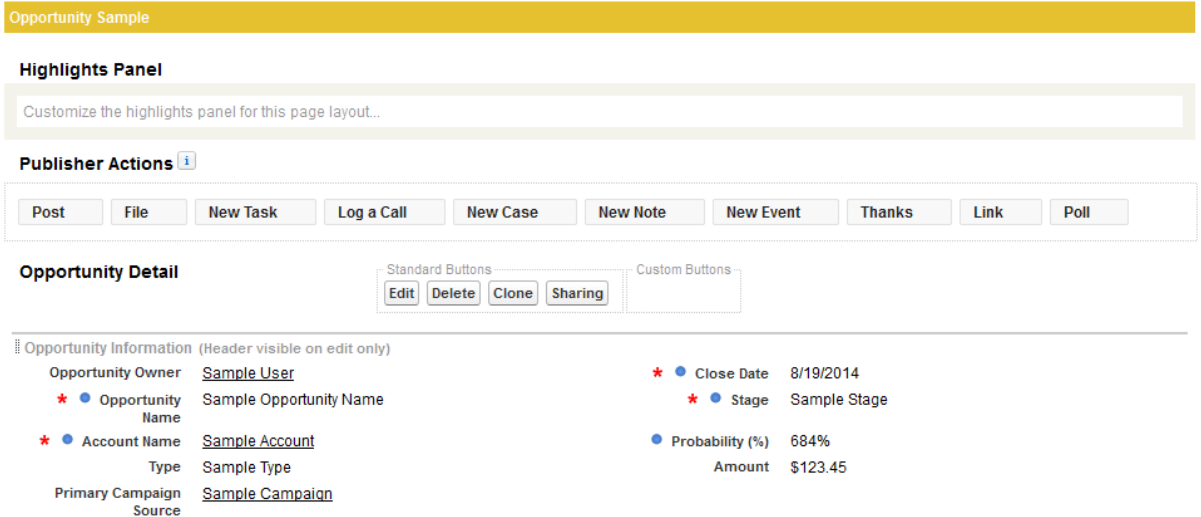 Opportunity Sample
Highlights Panel
Customize the highlights panel for this page layout...
Publisher Actions i
Post File New Task Log a Call New Case New Note New Event Thanks Link Poll
Opportunity Detail
Standard Buttons
Edit Delete Clone Sharing
Custom Buttons
Opportunity Information (Header visible on edit only)
Opportunity Owner Sample User
* Opportunity Name Sample Opportunity Name
* Account Name Sample Account
Type Sample Type
Primary Campaign Source Sample Campaign
* Close Date 8/19/2014
* Stage Sample Stage
Probability (%) 684%
Amount $123.45